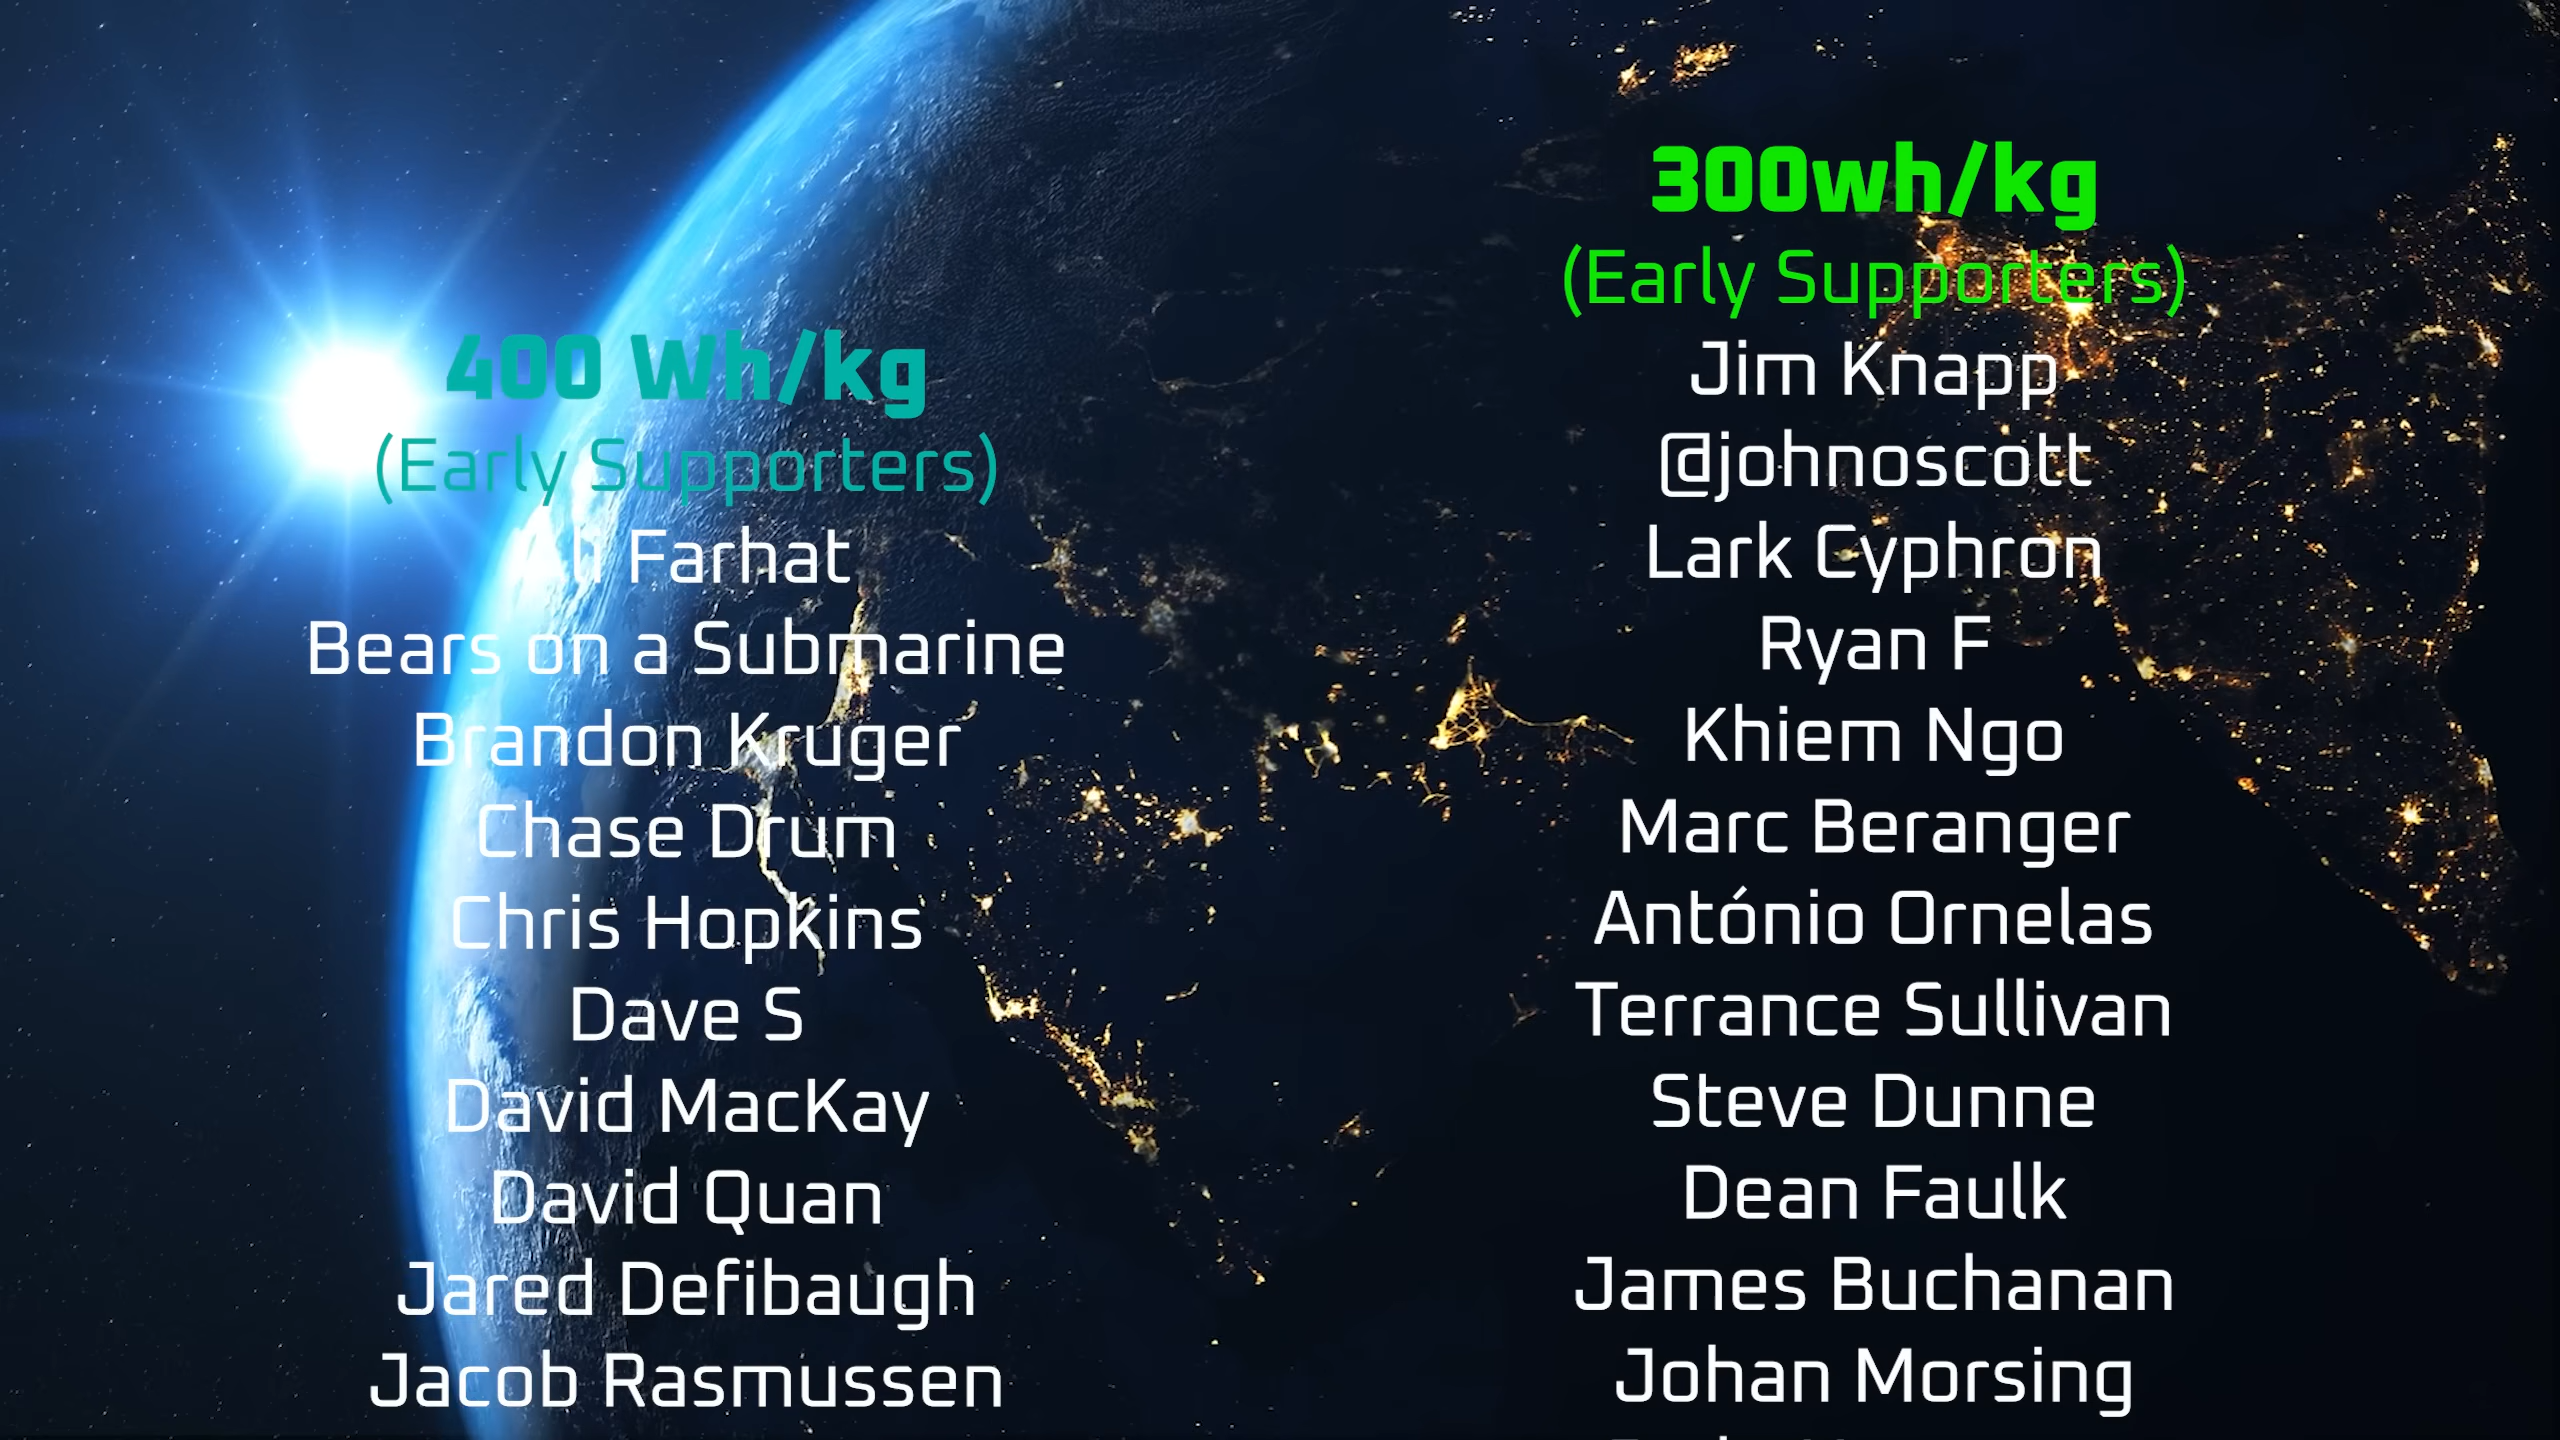 400 Wh/kg
(Early Supporters)
Ali Farhat
Bears on a Submarine
Brandon Kruger
Chase Drum
Chris Hopkins
Dave S
David MacKay
David Quan
Jared Defibaugh
Jacob Rasmussen
300wh/kg
(Early Supporters)
Jim Knapp
@johnoscott
Lark Cyphron
Ryan F
Khiem Ngo
Marc Beranger
António Ornelas
Terrance Sullivan
Steve Dunne
Dean Faulk
James Buchanan
Johan Morsing